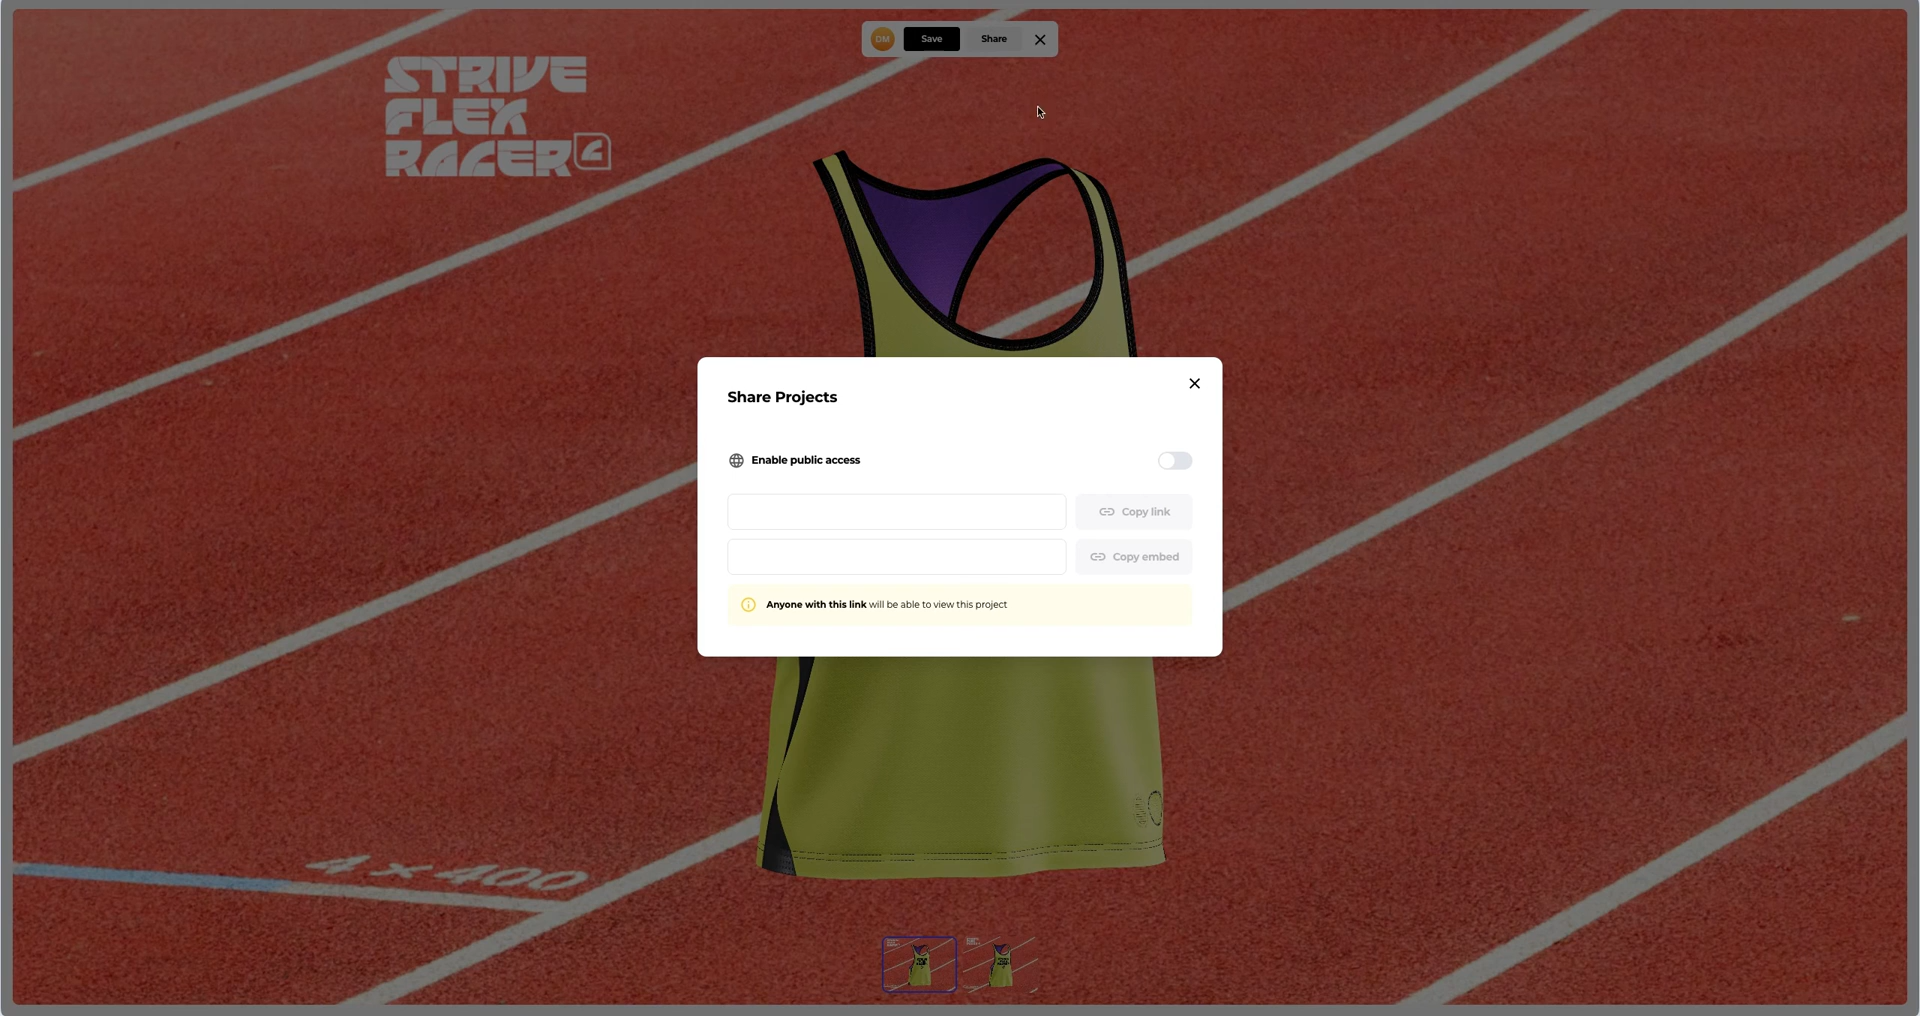 DM
Save
Share
STRIVE
FLEX
RACER
Share Projects
Enable public access
Copy link
Copy embed
Anyone with this link will be able to view this project
4 x 400